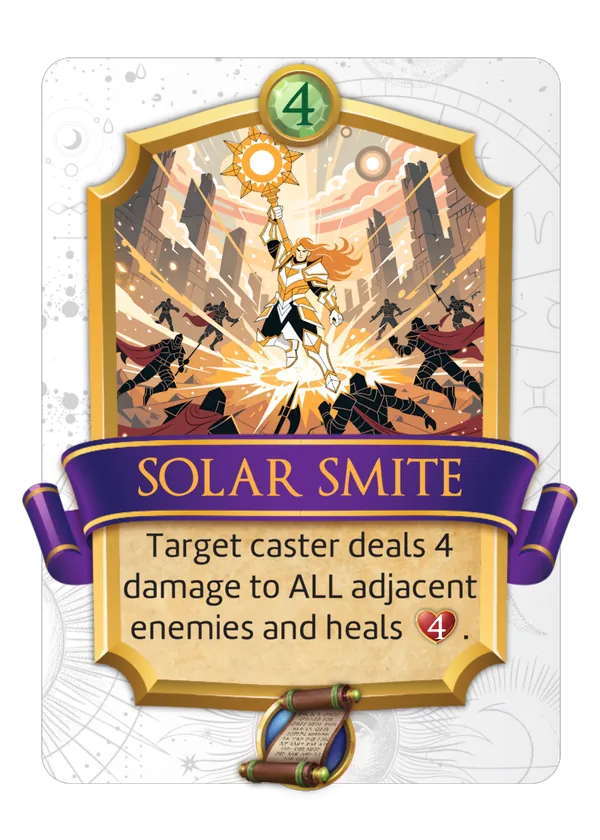 4
SOLAR SMITE
Target caster deals 4
damage to ALL adjacent
enemies and heals 4.